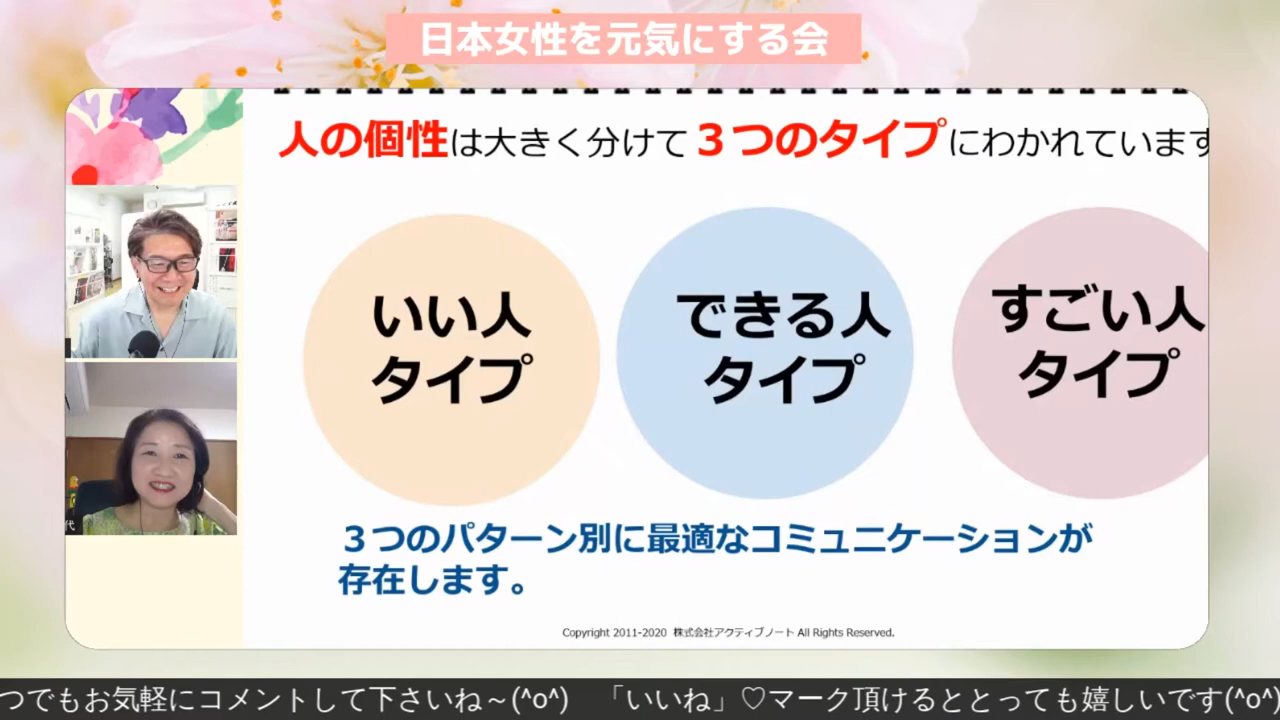 日本女性を元気にする会
人の個性は大きく分けて３つのタイプにわかれています
いい人
タイプ
できる人
タイプ
すごい人
タイプ
３つのパターン別に最適なコミュニケーションが
存在します。
代
Copyright 2011-2020 株式会社アクティブノート All Rights Reserved.
つでもお気軽にコメントして下さいね～(^o^) 「いいね」♡マーク頂けるととっても嬉しいです(^o^)